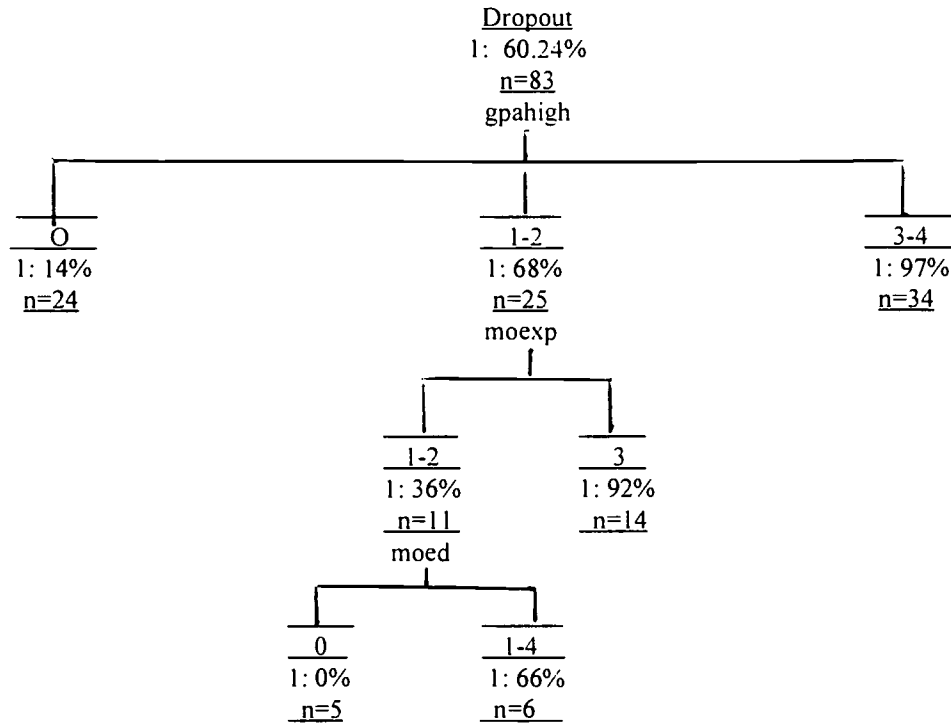 Dropout
1: 60.24%
n=83
gpahigh
O 1-2 3-4
1: 14% 1: 68% 1: 97%
n=24 n=25 n=34
moexp
1-2 3
1: 36% 1: 92%
n=11 n=14
moed
0 1-4
1: 0% 1: 66%
n=5 n=6